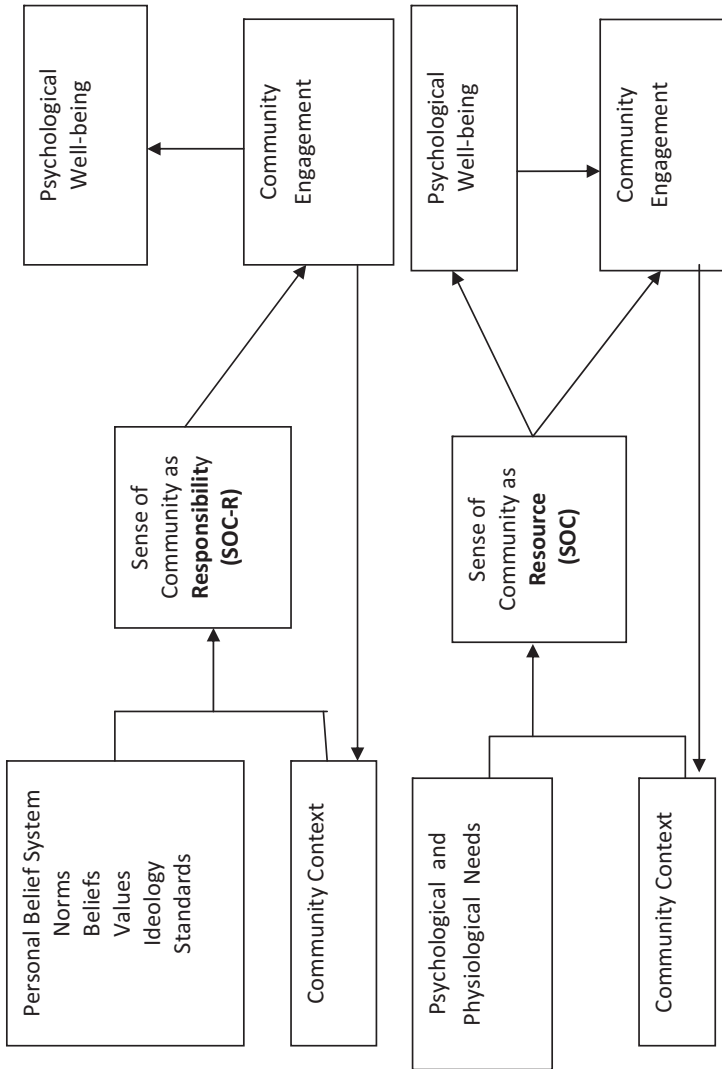 Personal Belief System
Norms
Beliefs
Values
Ideology
Standards
Community Context
Sense of
Community as
Responsibility
(SOC-R)
Psychological
Well-being
Community
Engagement
Psychological and
Physiological Needs
Community Context
Sense of
Community as
Resource
(SOC)
Psychological
Well-being
Community
Engagement